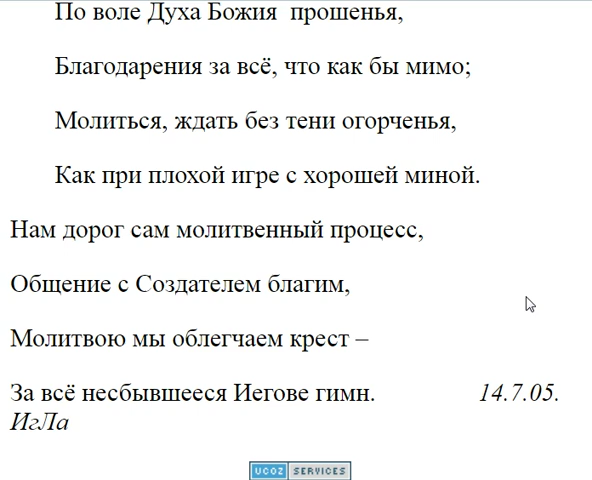 По воле Духа Божия прошенья,
Благодарения за всё, что как бы мимо;
Молиться, ждать без тени огорченья,
Как при плохой игре с хорошей миной.
Нам дорог сам молитвенный процесс,
Общение с Создателем благим,
Молитвою мы облегчаем крест –
За всё несбывшееся Иегове гимн. 14.7.05.
ИгЛа
UCOZ SERVICES